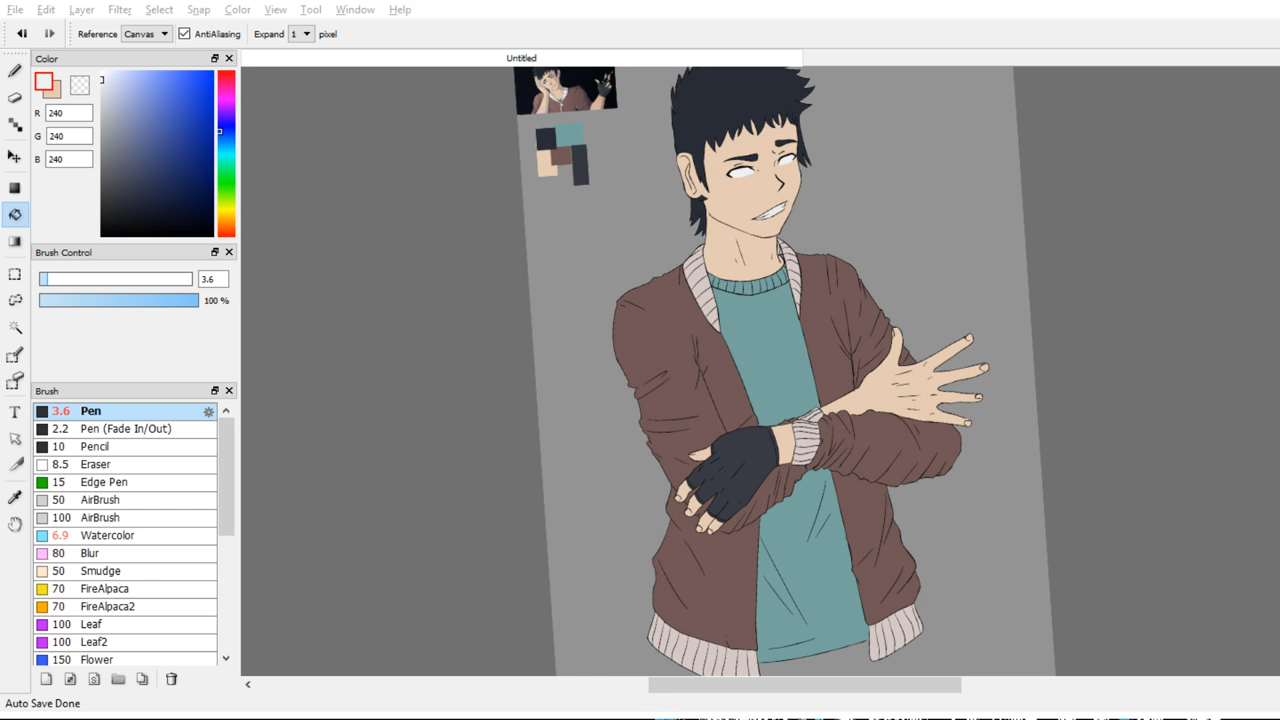 File Edit Layer Filter Select Snap Color View Tool Window Help
Reference Canvas AntiAliasing Expand 1 pixel
Color
Untitled
R 240
G 240
B 240
Brush Control
3.6
100 %
Brush
3.6 Pen
2.2 Pen (Fade In/Out)
10 Pencil
8.5 Eraser
15 Edge Pen
50 AirBrush
100 AirBrush
6.9 Watercolor
80 Blur
50 Smudge
70 FireAlpaca
70 FireAlpaca2
100 Leaf
100 Leaf2
150 Flower
Auto Save Done